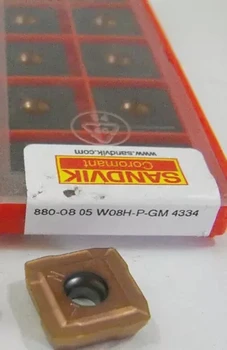 www.sandvik.com
Coromant
SANDVIK
880-08 05 W08H-P-GM 4334